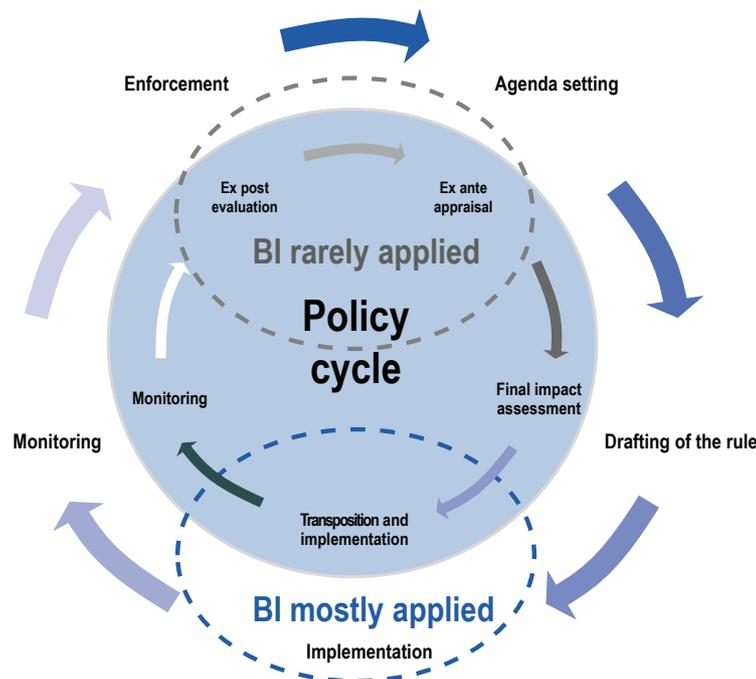 Enforcement
Agenda setting
Ex post
evaluation
Ex ante
appraisal
BI rarely applied
Policy
cycle
Monitoring
Final impact
assessment
Monitoring
Drafting of the rule
Transposition and
implementation
BI mostly applied
Implementation